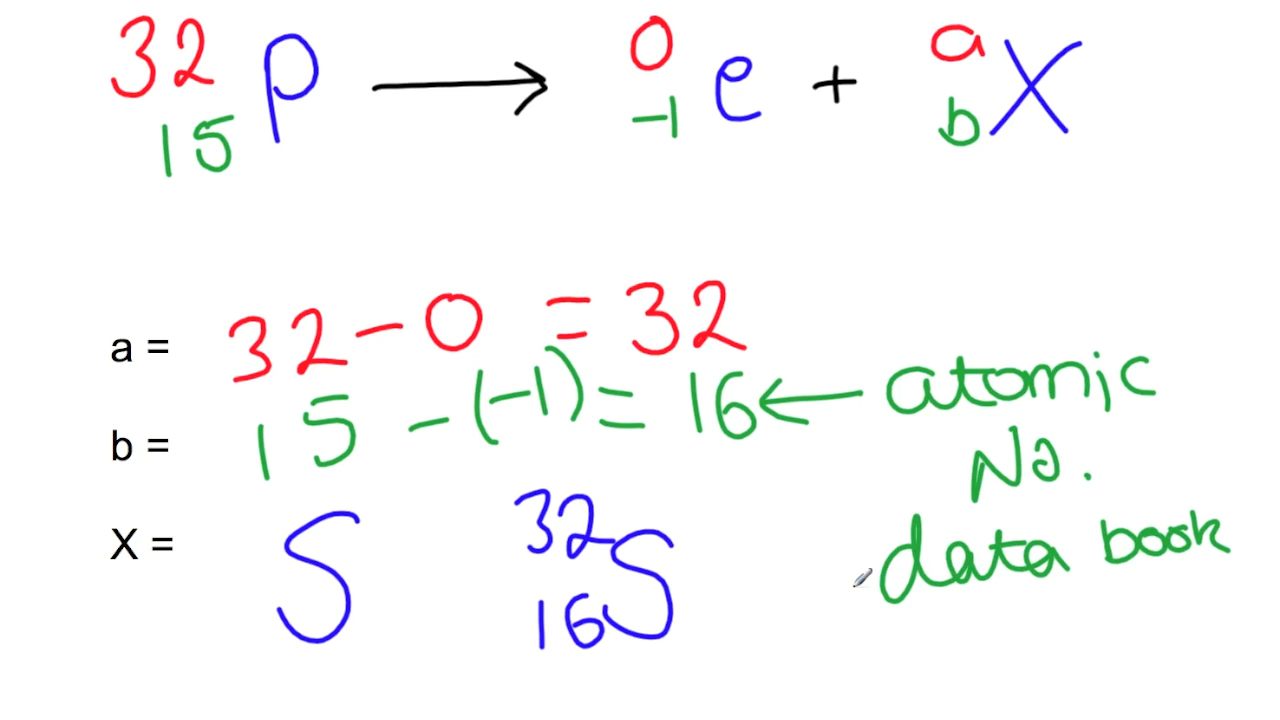 32 15 P → 0 -1 e + a b X
a = 32 - 0 = 32
b = 15 - (-1) = 16 ← atomic No.
X = S 32 16 S data book